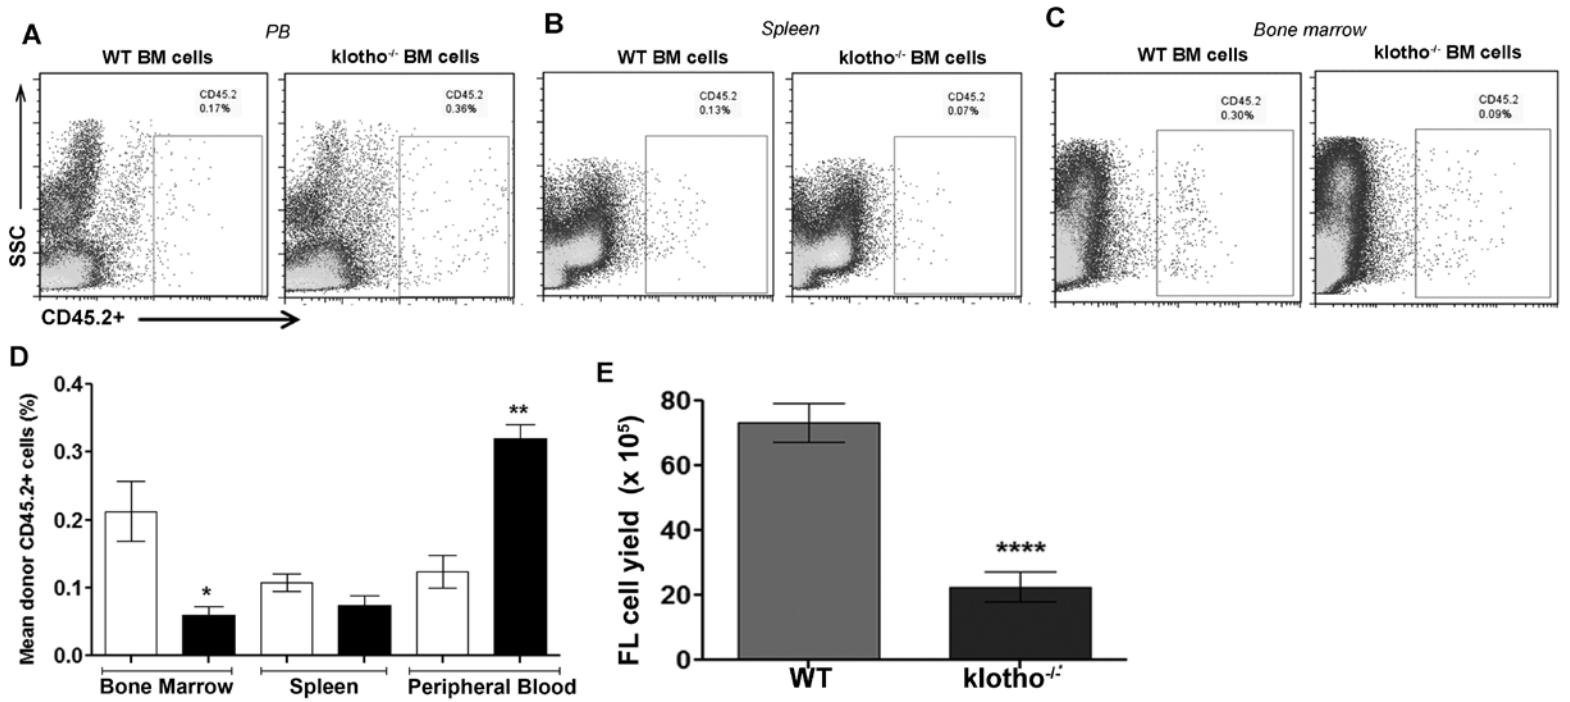 A
PB
WT BM cells
klotho-/- BM cells
CD45.2
0.17%
CD45.2
0.36%
SSC
CD45.2+
B
Spleen
WT BM cells
klotho-/- BM cells
CD45.2
0.13%
CD45.2
0.07%
C
Bone marrow
WT BM cells
klotho-/- BM cells
CD45.2
0.30%
CD45.2
0.09%
D
Mean donor CD45.2+ cells (%)
0.4
0.3
0.2
0.1
0.0
*
**
Bone Marrow
Spleen
Peripheral Blood
E
FL cell yield (x 10⁵)
80
60
40
20
0
****
WT
klotho-/-